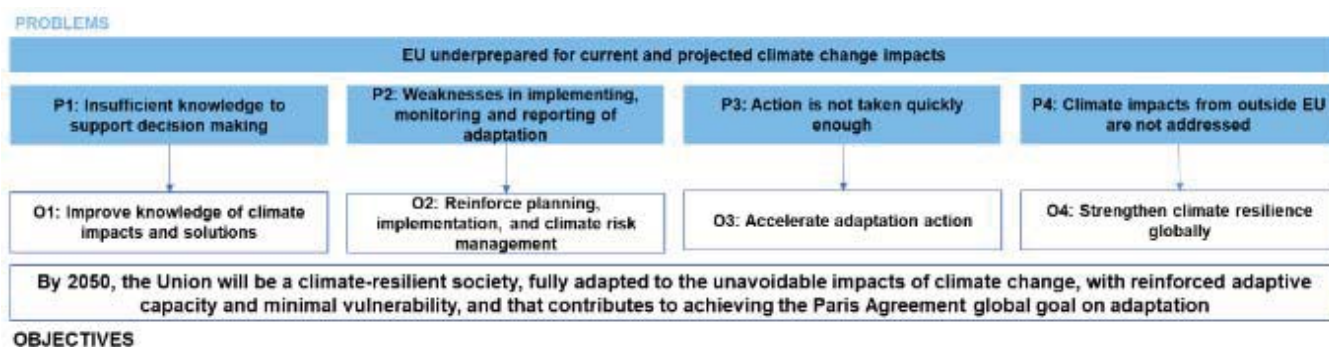 PROBLEMS
EU underprepared for current and projected climate change impacts
P1: Insufficient knowledge to
support decision making
P2: Weaknesses in implementing,
monitoring and reporting of
adaptation
P3: Action is not taken quickly
enough
P4: Climate impacts from outside EU
are not addressed
O1: Improve knowledge of climate
impacts and solutions
O2: Reinforce planning,
implementation, and climate risk
management
O3: Accelerate adaptation action
O4: Strengthen climate resilience
globally
By 2050, the Union will be a climate-resilient society, fully adapted to the unavoidable impacts of climate change, with reinforced adaptive
capacity and minimal vulnerability, and that contributes to achieving the Paris Agreement global goal on adaptation
OBJECTIVES